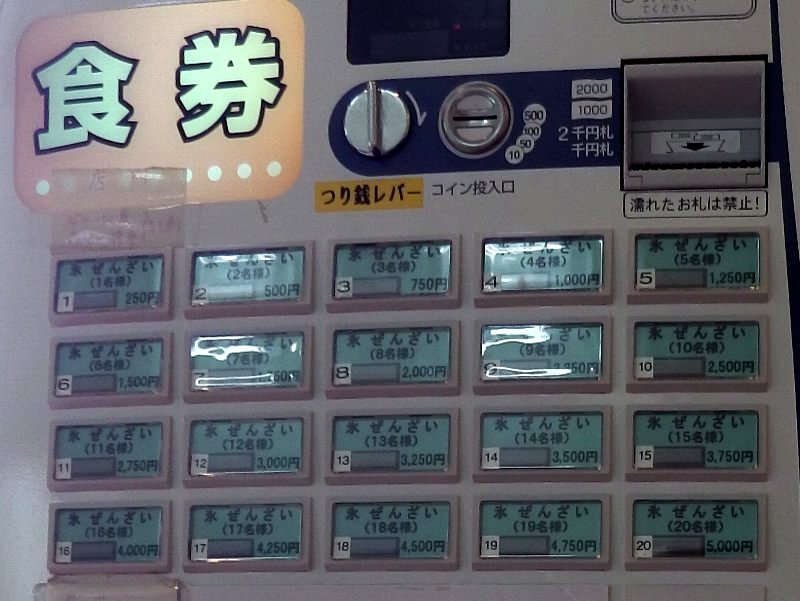 食券
500
100
50
10
2000
1000
2千円札
千円札
つり銭レバー
コイン投入口
濡れたお札は禁止!
氷ぜんざい
(1名様)
1 250円
氷ぜんざい
(2名様)
2 500円
氷ぜんざい
(3名様)
3 750円
氷ぜんざい
(4名様)
4 1,000円
氷ぜんざい
(5名様)
5 1,250円
氷ぜんざい
(6名様)
6 1,500円
氷ぜんざい
(7名様)
7
氷ぜんざい
(8名様)
8 2,000円
氷ぜんざい
(9名様)
9
氷ぜんざい
(10名様)
10 2,500円
氷ぜんざい
(11名様)
11 2,750円
氷ぜんざい
(12名様)
12 3,000円
氷ぜんざい
(13名様)
13 3,250円
氷ぜんざい
(14名様)
14 3,500円
氷ぜんざい
(15名様)
15 3,750円
氷ぜんざい
(16名様)
16 4,000円
氷ぜんざい
(17名様)
17 4,250円
氷ぜんざい
(18名様)
18 4,500円
氷ぜんざい
(19名様)
19 4,750円
氷ぜんざい
(20名様)
20 5,000円